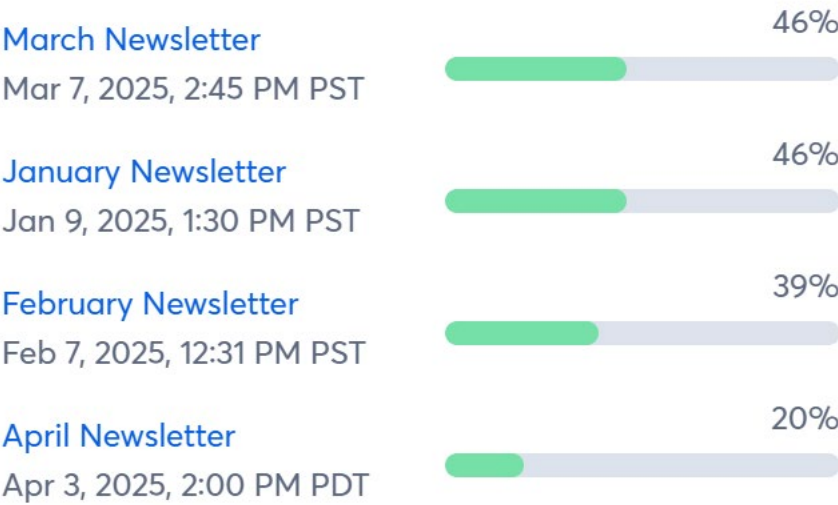 March Newsletter
46%
Mar 7, 2025, 2:45 PM PST
January Newsletter
46%
Jan 9, 2025, 1:30 PM PST
February Newsletter
39%
Feb 7, 2025, 12:31 PM PST
April Newsletter
20%
Apr 3, 2025, 2:00 PM PDT